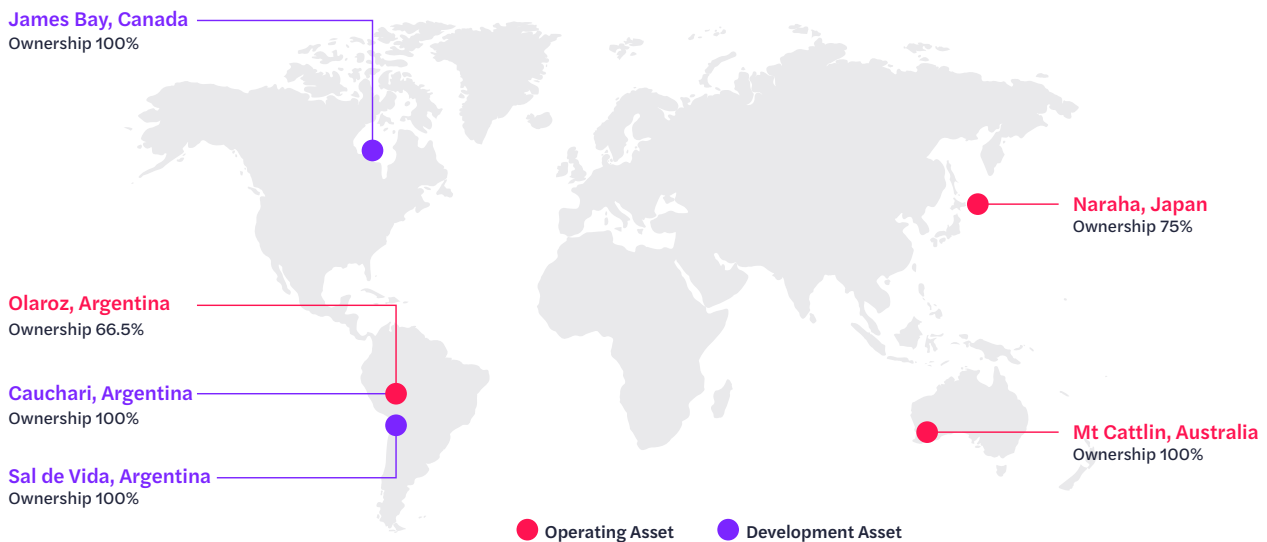 James Bay, Canada
Ownership 100%
Olaroz, Argentina
Ownership 66.5%
Cauchari, Argentina
Ownership 100%
Sal de Vida, Argentina
Ownership 100%
Naraha, Japan
Ownership 75%
Mt Cattlin, Australia
Ownership 100%
Operating Asset
Development Asset